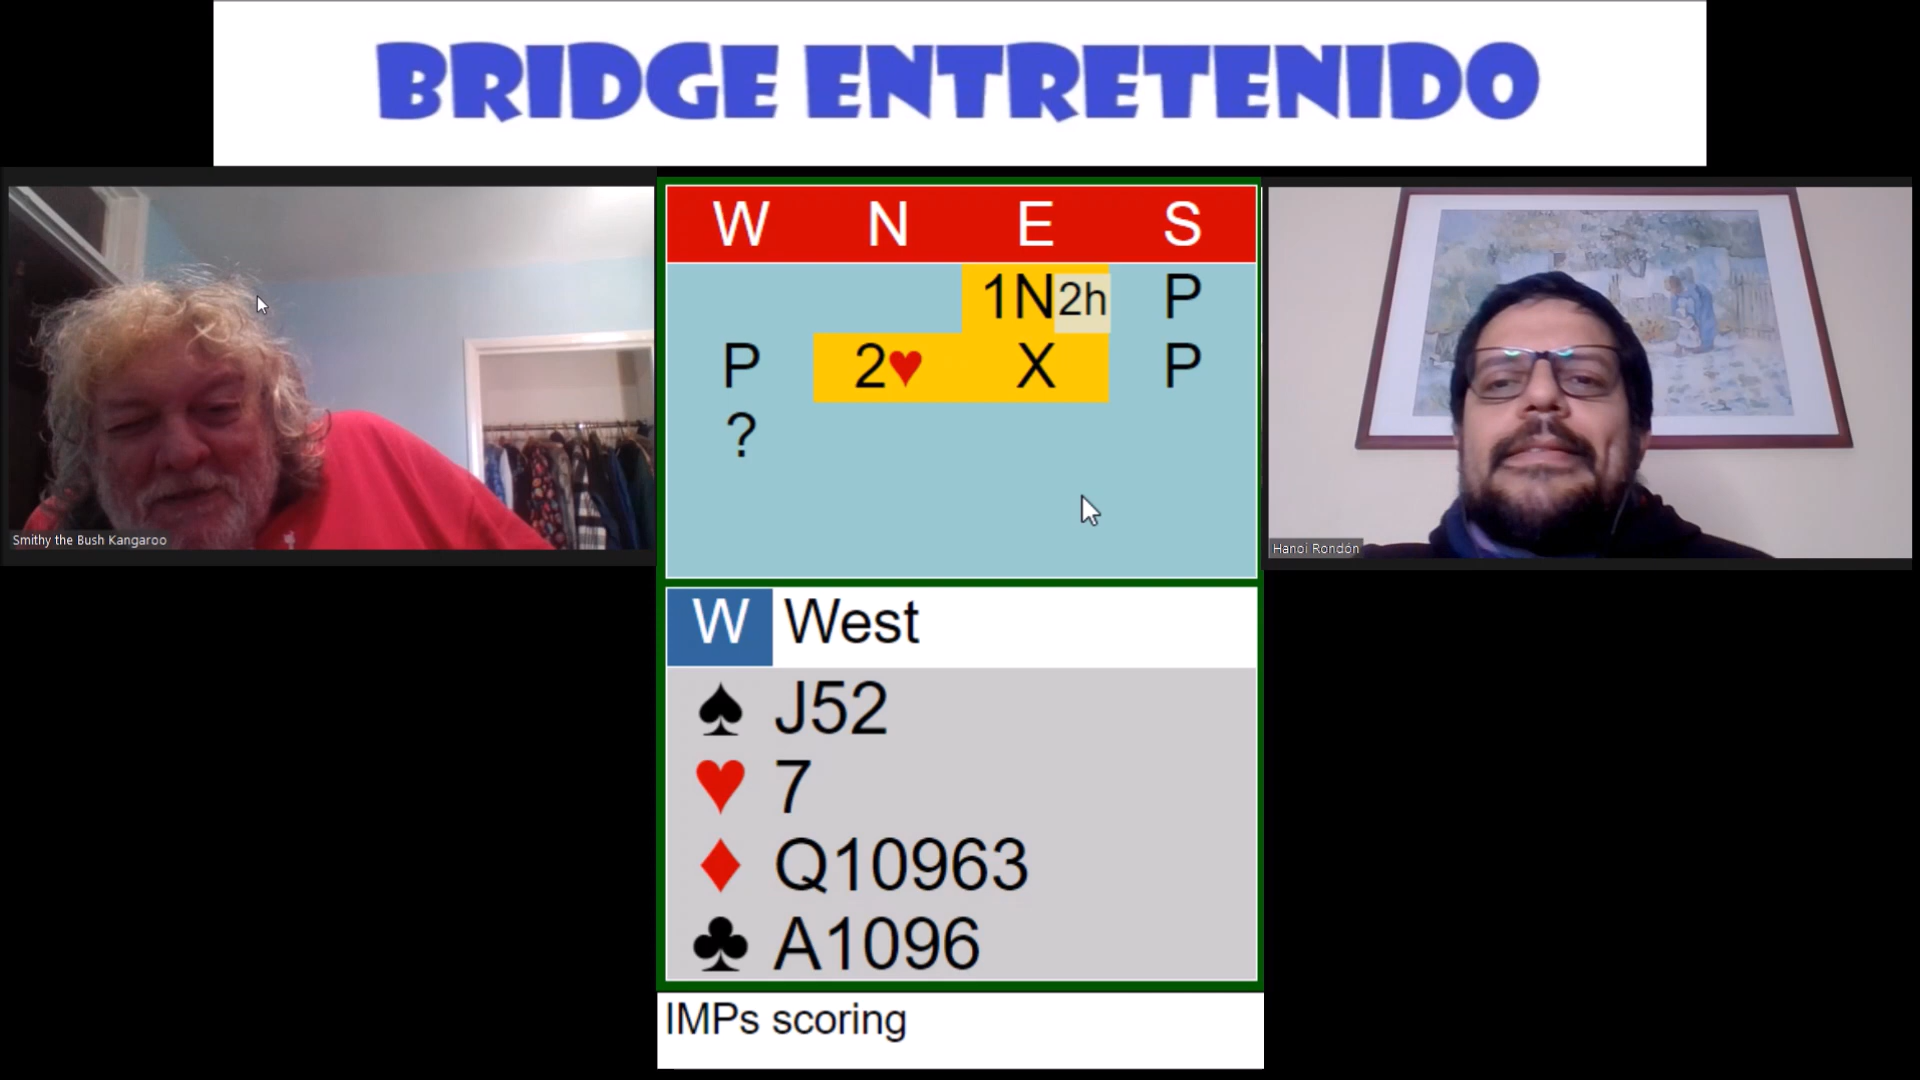 BRIDGE ENTRETENIDO
W N E S
1N 2h P
P 2♥ X P
?
Smithy the Bush Kangaroo
Hanoi Rondón
W West
♠ J52
♥ 7
♦ Q10963
♣ A1096
IMPs scoring